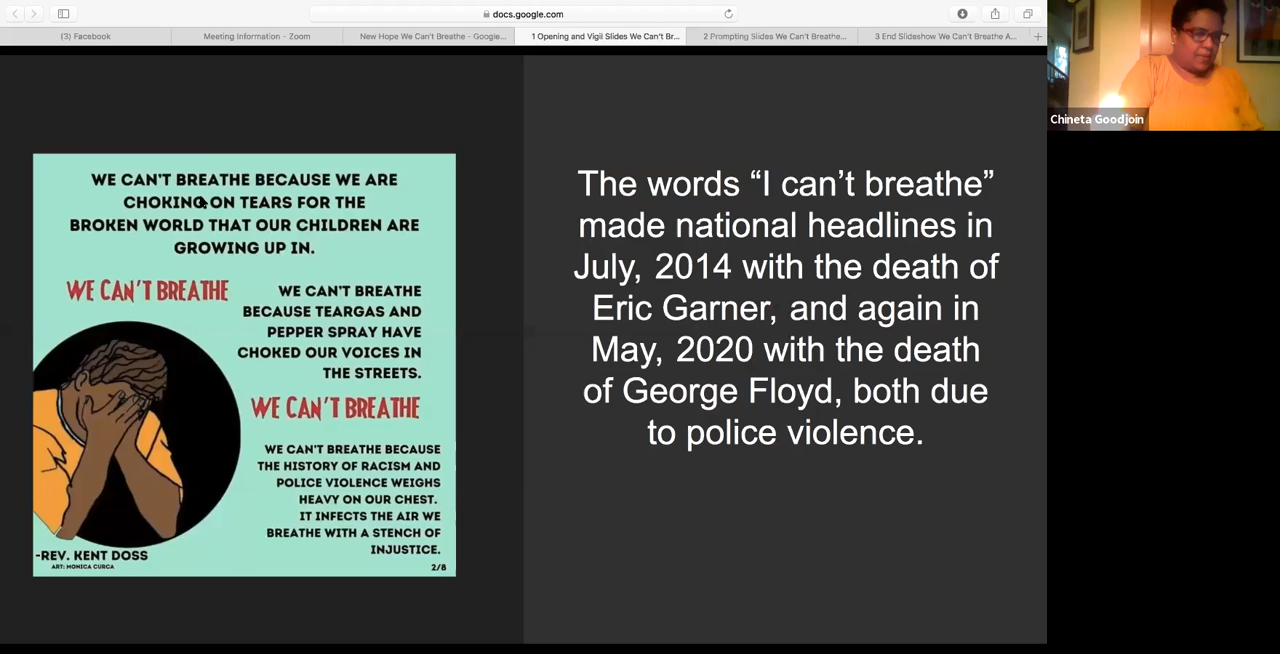 docs.google.com
(3) Facebook
Meeting Information - Zoom
New Hope We Can't Breathe - Google...
1 Opening and Vigil Slides We Can't Br...
2 Prompting Slides We Can't Breathe...
3 End Slideshow We Can't Breathe A...
Chineta Goodjoin
WE CAN'T BREATHE BECAUSE WE ARE
CHOKING ON TEARS FOR THE
BROKEN WORLD THAT OUR CHILDREN ARE
GROWING UP IN.
WE CAN'T BREATHE
WE CAN'T BREATHE
BECAUSE TEARGAS AND
PEPPER SPRAY HAVE
CHOKED OUR VOICES IN
THE STREETS.
WE CAN'T BREATHE
WE CAN'T BREATHE BECAUSE
THE HISTORY OF RACISM AND
POLICE VIOLENCE WEIGHS
HEAVY ON OUR CHEST.
IT INFECTS THE AIR WE
BREATHE WITH A STENCH OF
INJUSTICE.
-REV. KENT DOSS
ART: MONICA CURCA
2/8
The words “I can’t breathe”
made national headlines in
July, 2014 with the death of
Eric Garner, and again in
May, 2020 with the death
of George Floyd, both due
to police violence.